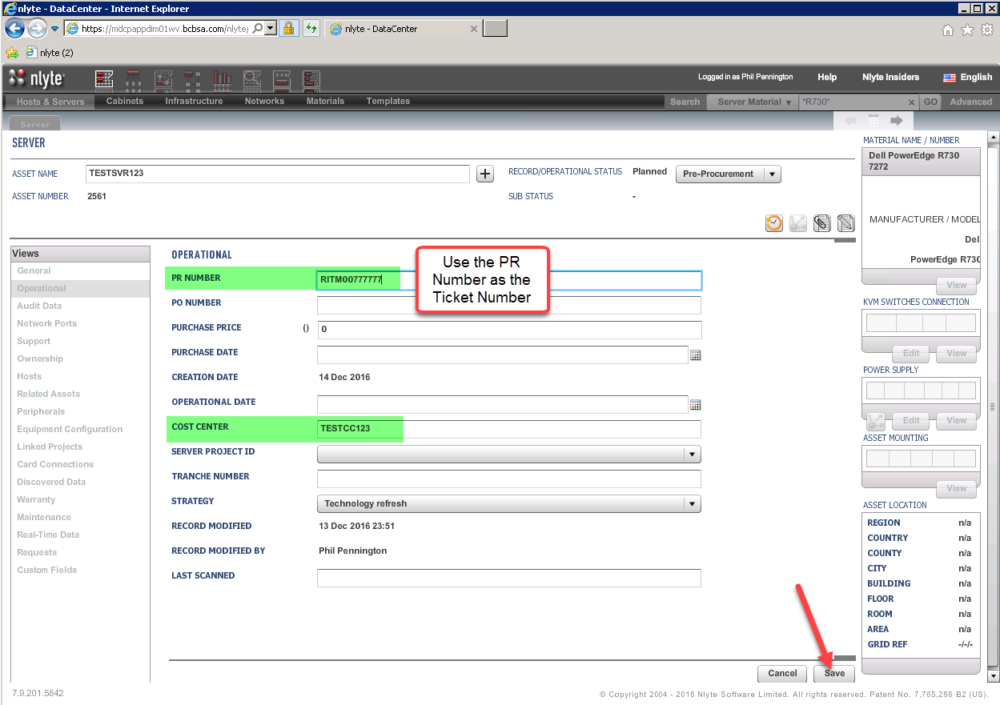 nlyte - DataCenter - Internet Explorer
https://mdcpappdim01wv.bcbsa.com/nlyte/
nlyte - DataCenter
nlyte (2)
nlyte
Logged in as Phil Pennington
Help
Nlyte Insiders
English
Hosts & Servers
Cabinets
Infrastructure
Networks
Materials
Templates
Search
Server Material
*R730*
GO
Advanced
Server
SERVER
ASSET NAME
TESTSVR123
RECORD/OPERATIONAL STATUS
Planned
Pre-Procurement
ASSET NUMBER
2561
SUB STATUS
-
Views
General
Operational
Audit Data
Network Ports
Support
Ownership
Hosts
Related Assets
Peripherals
Equipment Configuration
Linked Projects
Card Connections
Discovered Data
Warranty
Maintenance
Real-Time Data
Requests
Custom Fields
OPERATIONAL
PR NUMBER
RITM00777777
Use the PR
Number as the
Ticket Number
PO NUMBER
PURCHASE PRICE
()
0
PURCHASE DATE
CREATION DATE
14 Dec 2016
OPERATIONAL DATE
COST CENTER
TESTCC123
SERVER PROJECT ID
TRANCHE NUMBER
STRATEGY
Technology refresh
RECORD MODIFIED
13 Dec 2016 23:51
RECORD MODIFIED BY
Phil Pennington
LAST SCANNED
Cancel
Save
MATERIAL NAME / NUMBER
Dell PowerEdge R730
7272
MANUFACTURER / MODEL
Del
PowerEdge R730
View
KVM SWITCHES CONNECTION
Edit
View
POWER SUPPLY
Edit
View
ASSET MOUNTING
View
ASSET LOCATION
REGION n/a
COUNTRY n/a
COUNTY n/a
CITY n/a
BUILDING n/a
FLOOR n/a
ROOM n/a
AREA n/a
GRID REF -/-/-
7.9.201.5842
© Copyright 2004 - 2016 Nlyte Software Limited. All rights reserved. Patent No. 7,765,286 B2 (US).